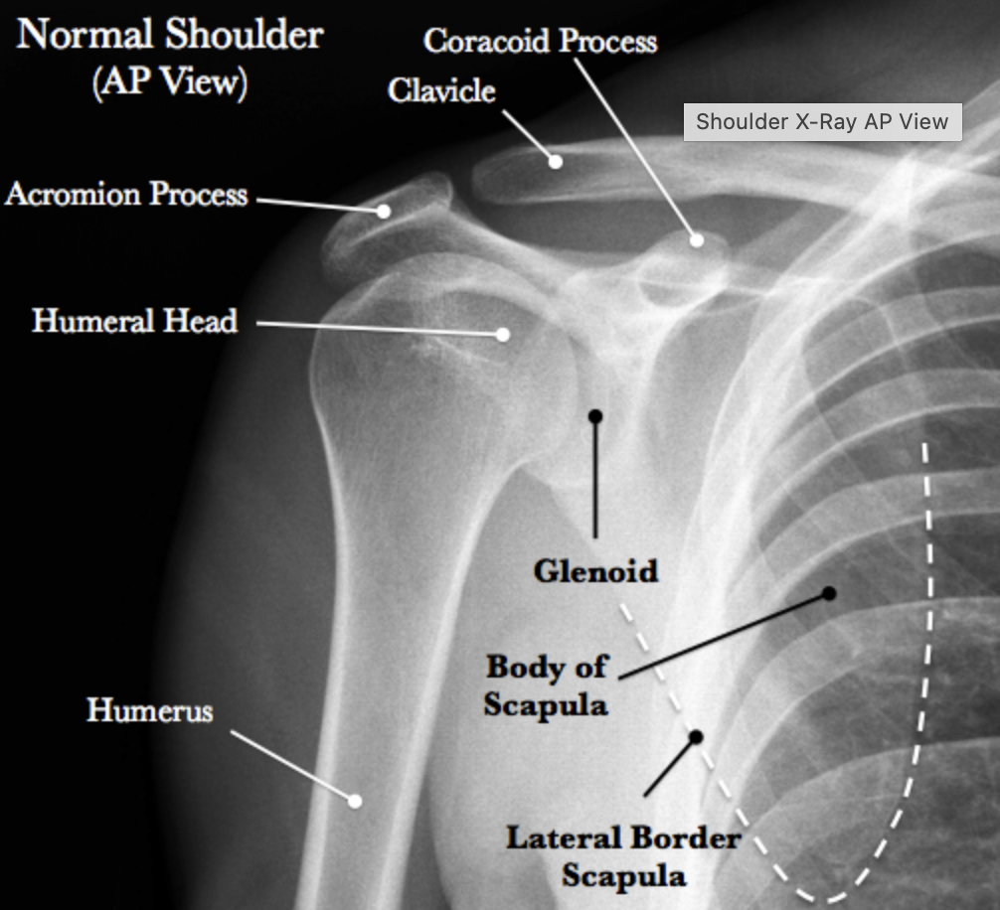 Normal Shoulder
(AP View)
Coracoid Process
Clavicle
Shoulder X-Ray AP View
Acromion Process
Humeral Head
Glenoid
Body of
Scapula
Humerus
Lateral Border
Scapula